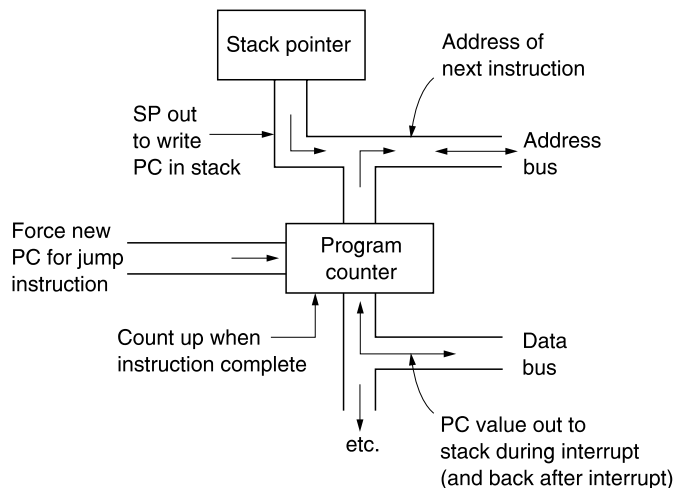 Stack pointer
Address of
next instruction
SP out
to write
PC in stack
Address
bus
Force new
PC for jump
instruction
Program
counter
Count up when
instruction complete
Data
bus
etc.
PC value out to
stack during interrupt
(and back after interrupt)